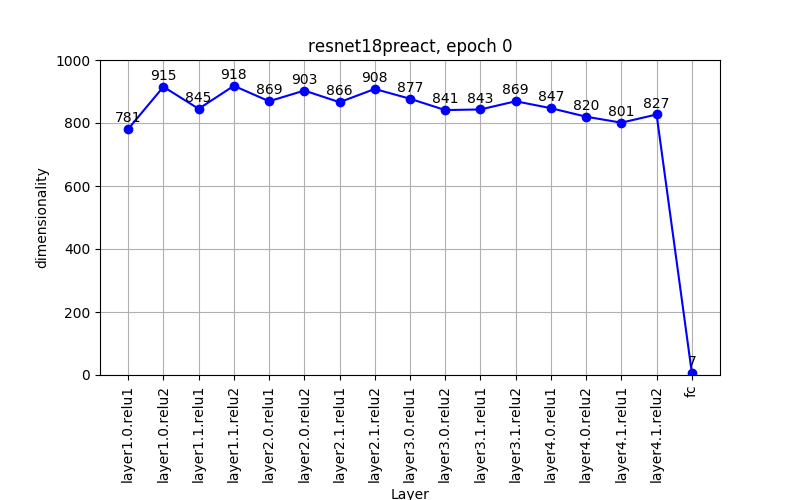 resnet18preact, epoch 0
1000
800
600
400
200
0
dimensionality
781
915
845
918
869
903
866
908
877
841
843
869
847
820
801
827
7
layer1.0.relu1
layer1.0.relu2
layer1.1.relu1
layer1.1.relu2
layer2.0.relu1
layer2.0.relu2
layer2.1.relu1
layer2.1.relu2
layer3.0.relu1
layer3.0.relu2
layer3.1.relu1
layer3.1.relu2
layer4.0.relu1
layer4.0.relu2
layer4.1.relu1
layer4.1.relu2
fc
Layer